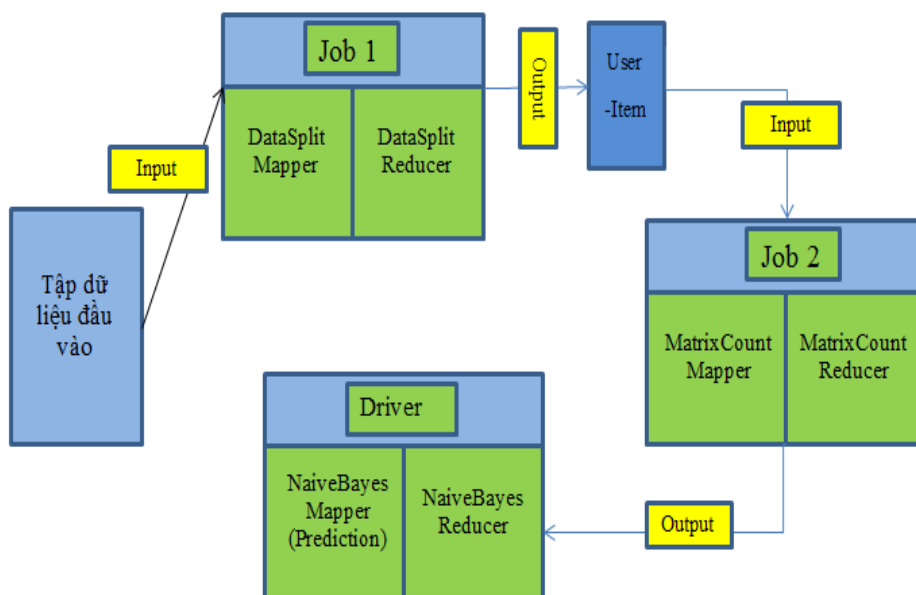 Job 1
DataSplit
Mapper
DataSplit
Reducer
Output
User
-Item
Input
Input
Tập dữ
liệu đầu
vào
Job 2
MatrixCount
Mapper
MatrixCount
Reducer
Driver
NaiveBayes
Mapper
(Prediction)
NaiveBayes
Reducer
Output